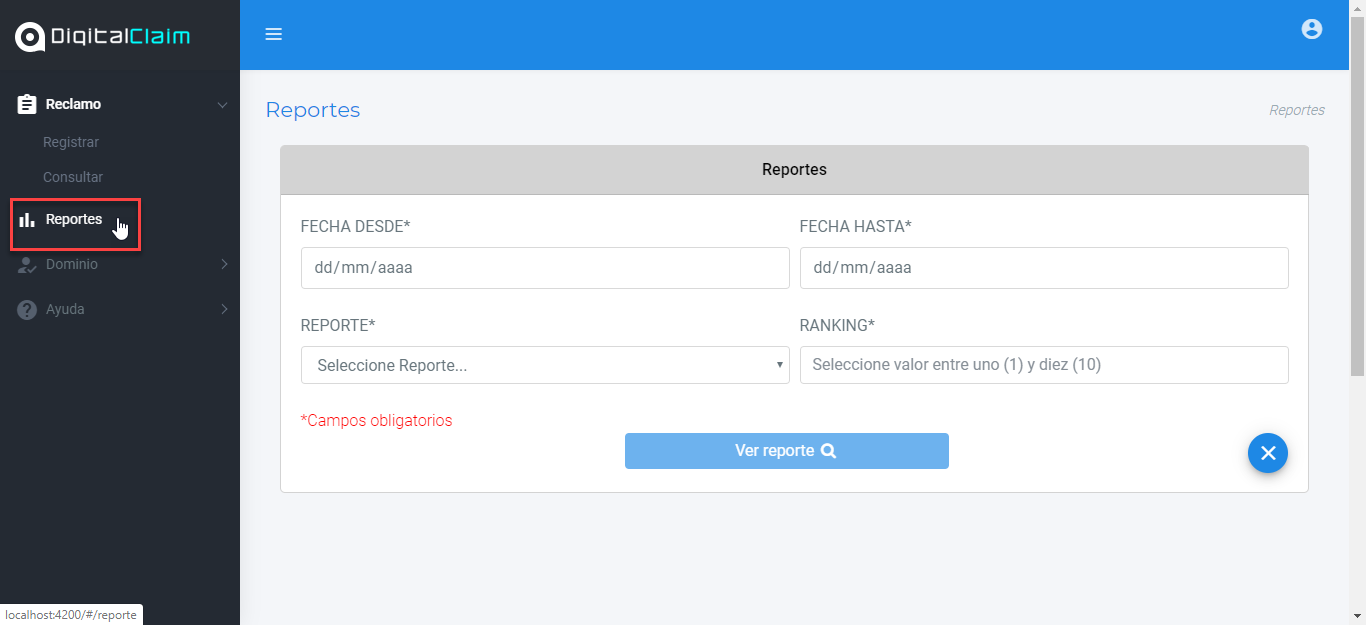 DigitalClaim
Reclamo
Registrar
Consultar
Reportes
Dominio
Ayuda
Reportes
Reportes
Reportes
FECHA DESDE*
FECHA HASTA*
dd/mm/aaaa
dd/mm/aaaa
REPORTE*
RANKING*
Seleccione Reporte...
Seleccione valor entre uno (1) y diez (10)
*Campos obligatorios
Ver reporte
localhost:4200/#/reporte